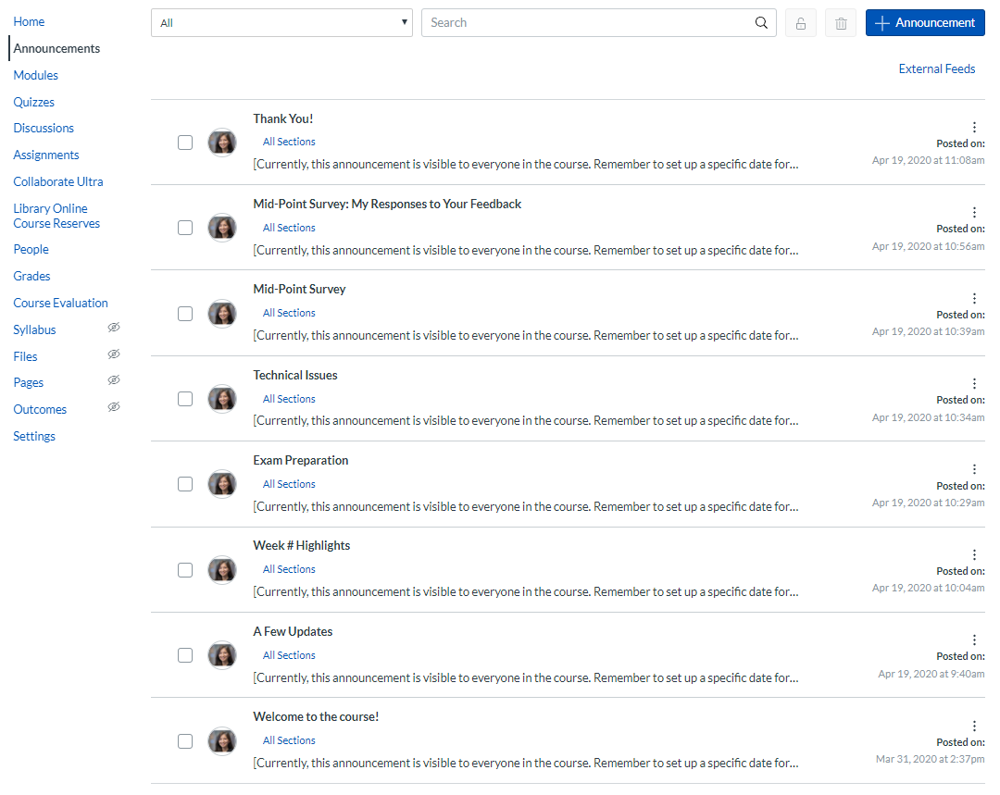 Home
Announcements
Modules
Quizzes
Discussions
Assignments
Collaborate Ultra
Library Online
Course Reserves
People
Grades
Course Evaluation
Syllabus
Files
Pages
Outcomes
Settings
All
Search
Announcement
External Feeds
Thank You!
All Sections
[Currently, this announcement is visible to everyone in the course. Remember to set up a specific date for...
Posted on:
Apr 19, 2020 at 11:08am
Mid-Point Survey: My Responses to Your Feedback
All Sections
[Currently, this announcement is visible to everyone in the course. Remember to set up a specific date for...
Posted on:
Apr 19, 2020 at 10:56am
Mid-Point Survey
All Sections
[Currently, this announcement is visible to everyone in the course. Remember to set up a specific date for...
Posted on:
Apr 19, 2020 at 10:39am
Technical Issues
All Sections
[Currently, this announcement is visible to everyone in the course. Remember to set up a specific date for...
Posted on:
Apr 19, 2020 at 10:34am
Exam Preparation
All Sections
[Currently, this announcement is visible to everyone in the course. Remember to set up a specific date for...
Posted on:
Apr 19, 2020 at 10:29am
Week # Highlights
All Sections
[Currently, this announcement is visible to everyone in the course. Remember to set up a specific date for...
Posted on:
Apr 19, 2020 at 10:04am
A Few Updates
All Sections
[Currently, this announcement is visible to everyone in the course. Remember to set up a specific date for...
Posted on:
Apr 19, 2020 at 9:40am
Welcome to the course!
All Sections
[Currently, this announcement is visible to everyone in the course. Remember to set up a specific date for...
Posted on:
Mar 31, 2020 at 2:37pm